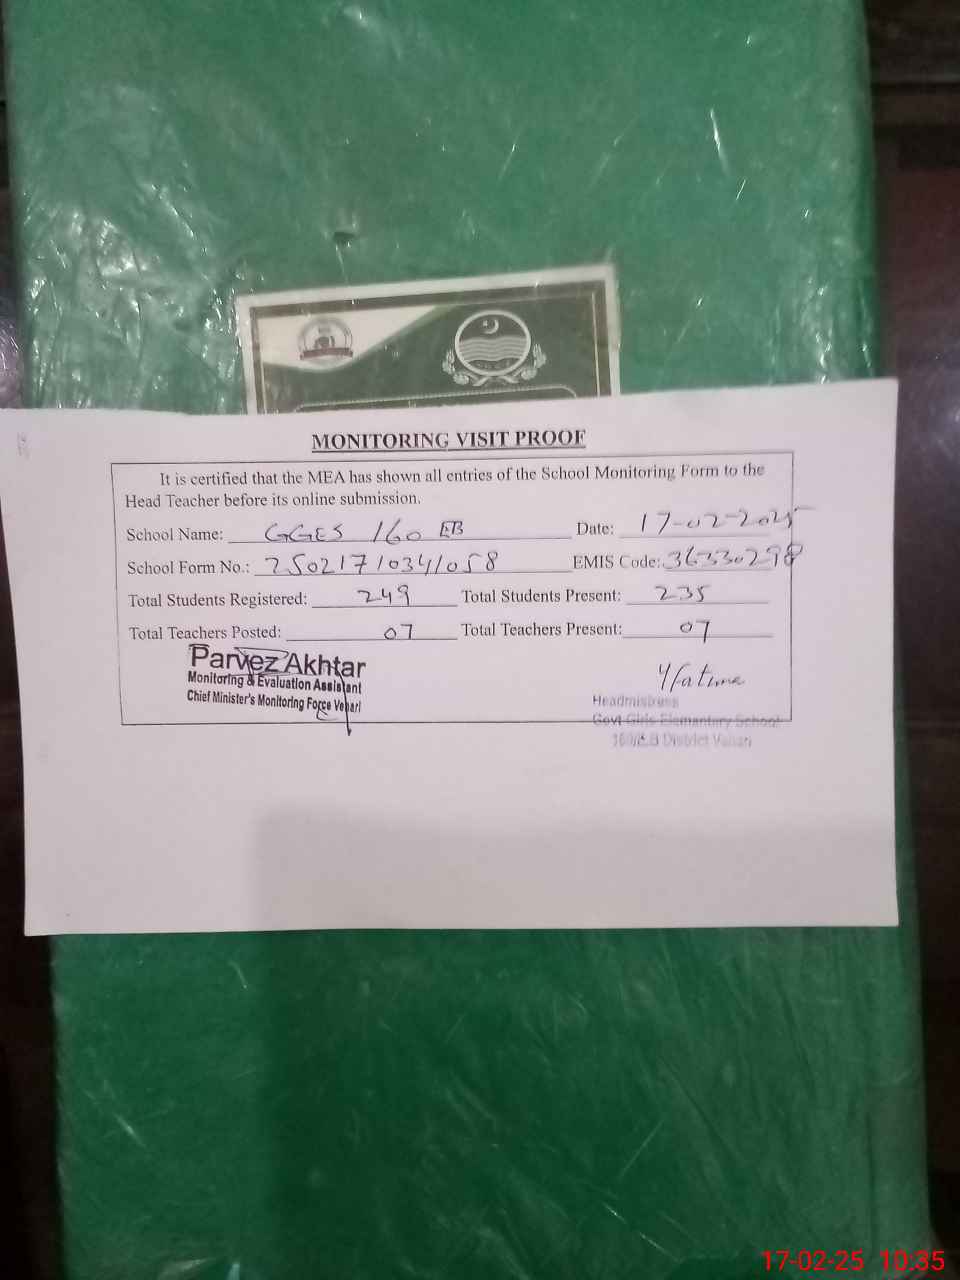 MONITORING VISIT PROOF
It is certified that the MEA has shown all entries of the School Monitoring Form to the
Head Teacher before its online submission.
School Name: GGES 160 EB Date: 17-02-2025
School Form No.: 25021710341058 EMIS Code: 36330298
Total Students Registered: 249 Total Students Present: 235
Total Teachers Posted: 07 Total Teachers Present: 07
Parvez Akhtar
Monitoring & Evaluation Assistant
Chief Minister's Monitoring Force Vehari
Yfatima
Headmistress
Govt Girls Elementary School
160/E.B District Vehari
17-02-25 10:35